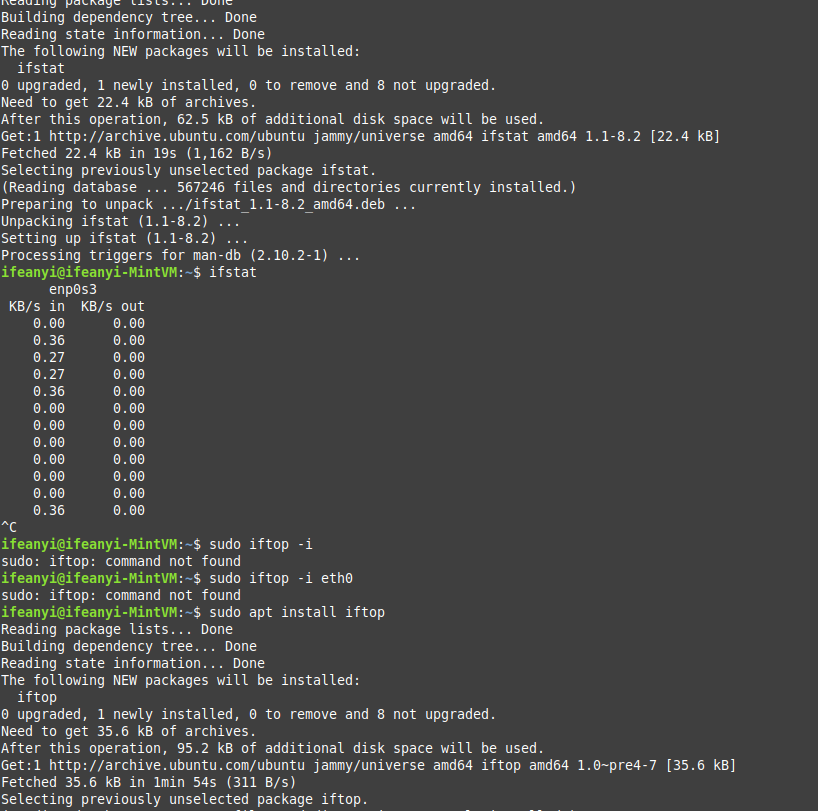 Reading package lists... Done
Building dependency tree... Done
Reading state information... Done
The following NEW packages will be installed:
  ifstat
0 upgraded, 1 newly installed, 0 to remove and 8 not upgraded.
Need to get 22.4 kB of archives.
After this operation, 62.5 kB of additional disk space will be used.
Get:1 http://archive.ubuntu.com/ubuntu jammy/universe amd64 ifstat amd64 1.1-8.2 [22.4 kB]
Fetched 22.4 kB in 19s (1,162 B/s)
Selecting previously unselected package ifstat.
(Reading database ... 567246 files and directories currently installed.)
Preparing to unpack .../ifstat_1.1-8.2_amd64.deb ...
Unpacking ifstat (1.1-8.2) ...
Setting up ifstat (1.1-8.2) ...
Processing triggers for man-db (2.10.2-1) ...
ifeanyi@ifeanyi-MintVM:~$ ifstat
      enp0s3
 KB/s in  KB/s out
    0.00      0.00
    0.36      0.00
    0.27      0.00
    0.27      0.00
    0.36      0.00
    0.00      0.00
    0.00      0.00
    0.00      0.00
    0.00      0.00
    0.00      0.00
    0.00      0.00
    0.36      0.00
^C
ifeanyi@ifeanyi-MintVM:~$ sudo iftop -i
sudo: iftop: command not found
ifeanyi@ifeanyi-MintVM:~$ sudo iftop -i eth0
sudo: iftop: command not found
ifeanyi@ifeanyi-MintVM:~$ sudo apt install iftop
Reading package lists... Done
Building dependency tree... Done
Reading state information... Done
The following NEW packages will be installed:
  iftop
0 upgraded, 1 newly installed, 0 to remove and 8 not upgraded.
Need to get 35.6 kB of archives.
After this operation, 95.2 kB of additional disk space will be used.
Get:1 http://archive.ubuntu.com/ubuntu jammy/universe amd64 iftop amd64 1.0~pre4-7 [35.6 kB]
Fetched 35.6 kB in 1min 54s (311 B/s)
Selecting previously unselected package iftop.